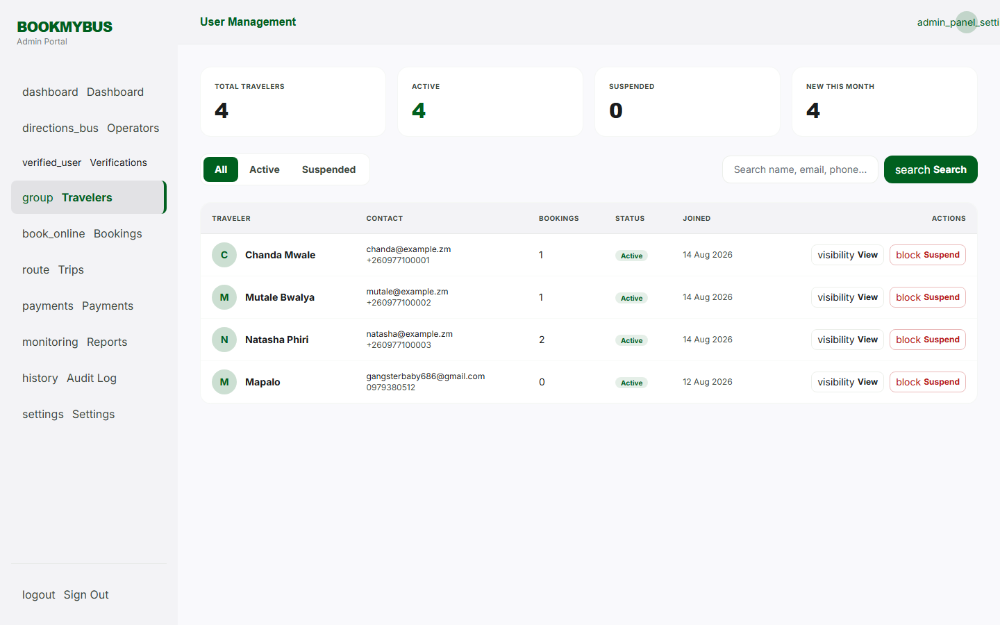 BOOKMYBUS
Admin Portal
dashboard Dashboard
directions_bus Operators
verified_user Verifications
group Travelers
book_online Bookings
route Trips
payments Payments
monitoring Reports
history Audit Log
settings Settings
logout Sign Out
User Management
admin_panel_setti
TOTAL TRAVELERS
4
ACTIVE
4
SUSPENDED
0
NEW THIS MONTH
4
All Active Suspended
Search name, email, phone...
search Search
TRAVELER CONTACT BOOKINGS STATUS JOINED ACTIONS
C Chanda Mwale chanda@example.zm 1 Active 14 Aug 2026 visibility View block Suspend
+260977100001
M Mutale Bwalya mutale@example.zm 1 Active 14 Aug 2026 visibility View block Suspend
+260977100002
N Natasha Phiri natasha@example.zm 2 Active 14 Aug 2026 visibility View block Suspend
+260977100003
M Mapalo gangsterbaby686@gmail.com 0 Active 12 Aug 2026 visibility View block Suspend
0979380512